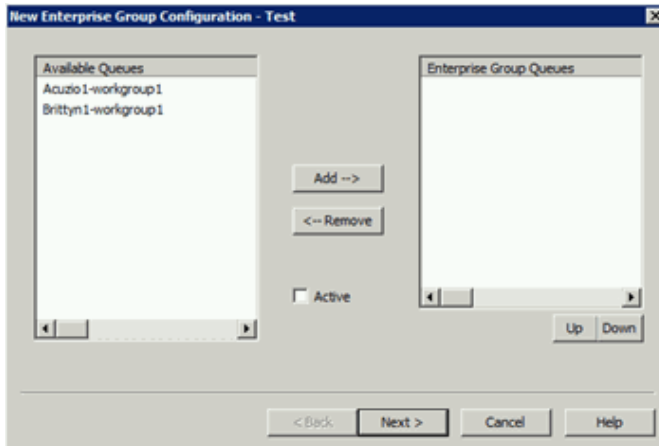 New Enterprise Group Configuration - Test
Available Queues
Acuzio1-workgroup1
Brittyn1-workgroup1
Enterprise Group Queues
Add -->
<-- Remove
Active
Up
Down
< Back
Next >
Cancel
Help